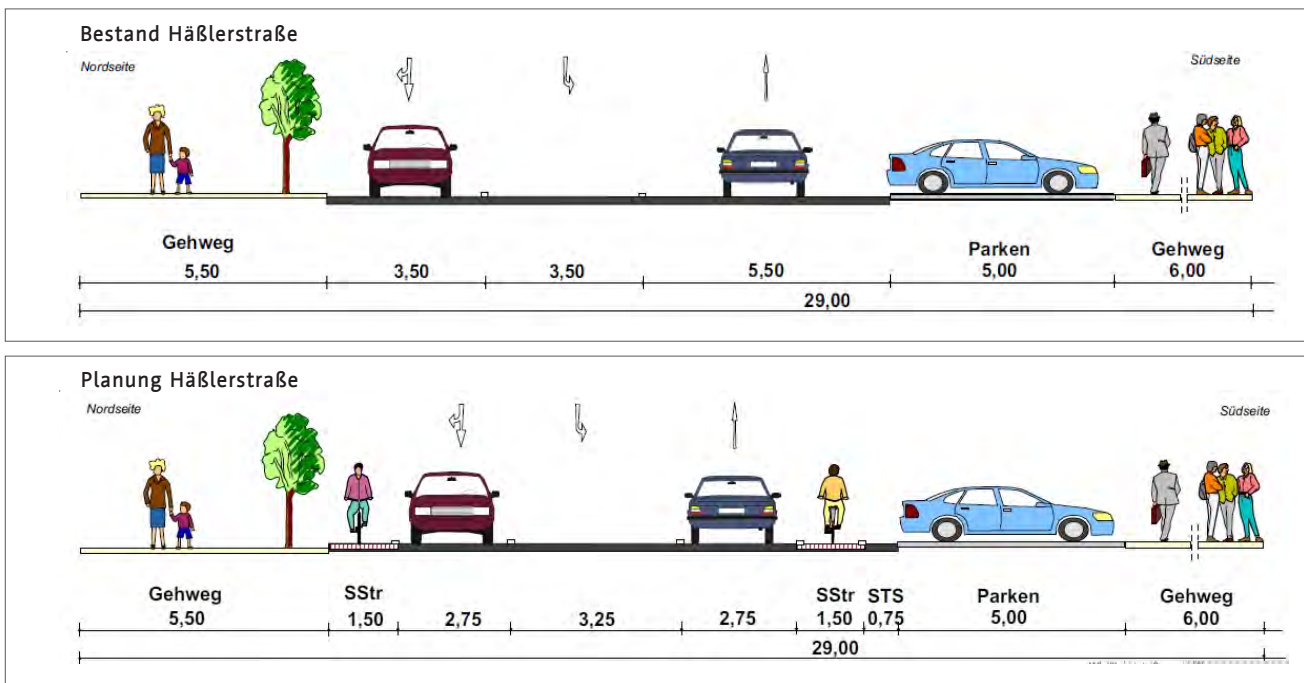 Bestand Häßlerstraße
Nordseite
Südseite
Gehweg
Parken
Gehweg
5,50
3,50
3,50
5,50
5,00
6,00
29,00
Planung Häßlerstraße
Nordseite
Südseite
Gehweg
SStr
SStr
STS
Parken
Gehweg
5,50
1,50
2,75
3,25
2,75
1,50
0,75
5,00
6,00
29,00